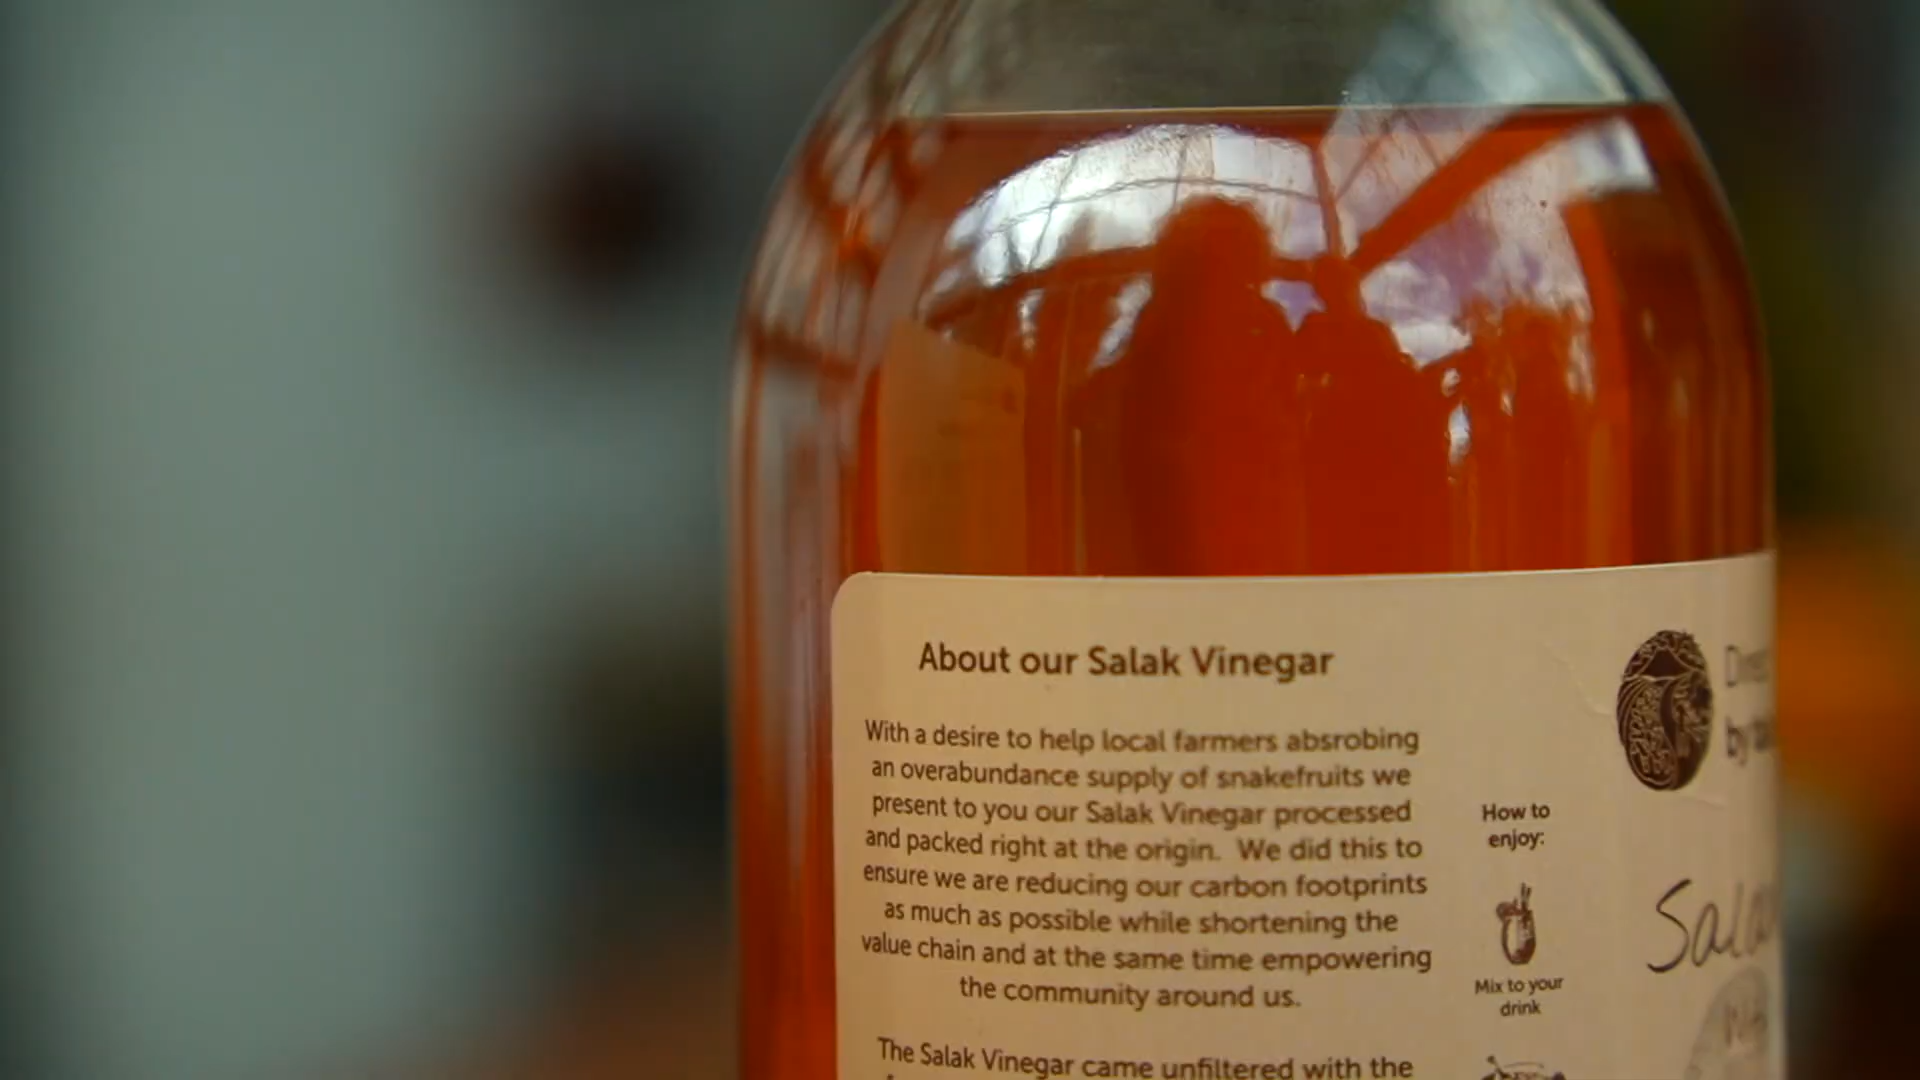 About our Salak Vinegar
With a desire to help local farmers absrobing
an overabundance supply of snakefruits we
present to you our Salak Vinegar processed
and packed right at the origin. We did this to
ensure we are reducing our carbon footprints
as much as possible while shortening the
value chain and at the same time empowering
the community around us.
The Salak Vinegar came unfiltered with the
How to
enjoy:
Mix to your
drink
by